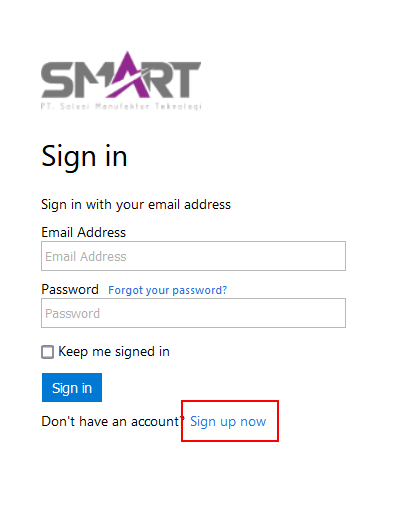 SMART
PT. Solusi Manufaktur Teknologi
Sign in
Sign in with your email address
Email Address
Email Address
Password Forgot your password?
Password
Keep me signed in
Sign in
Don't have an account? Sign up now